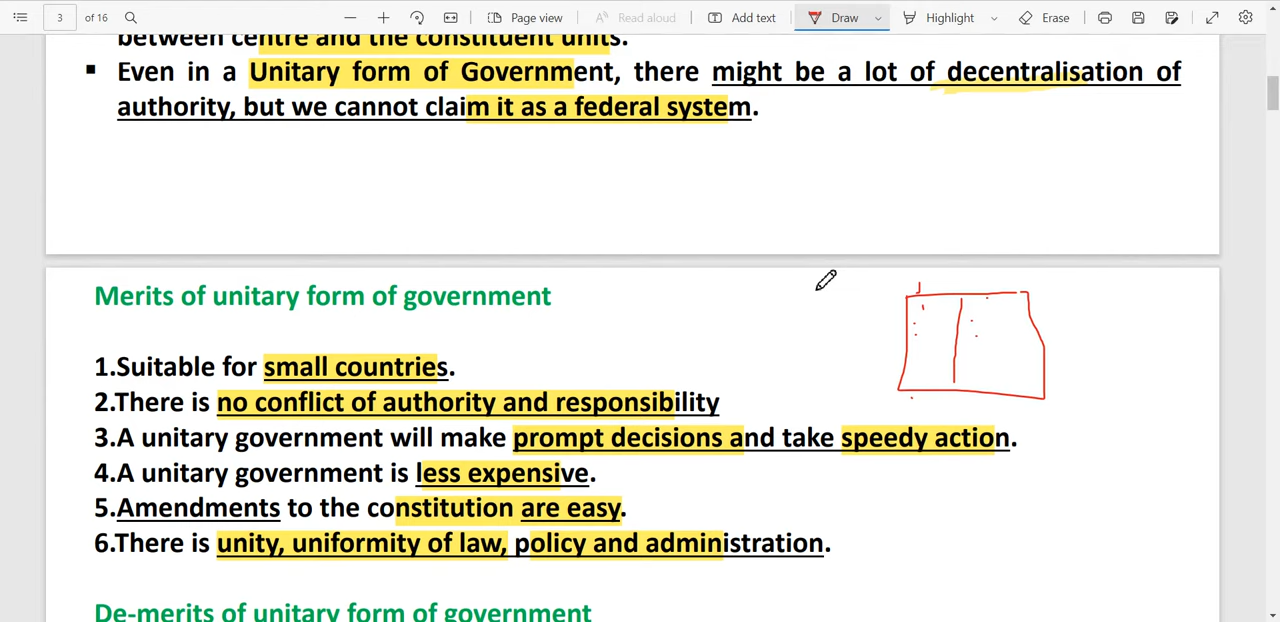 3 of 16 Page view Read aloud Add text Draw Highlight Erase
between centre and the constituent units.
▪ Even in a Unitary form of Government, there might be a lot of decentralisation of
authority, but we cannot claim it as a federal system.
Merits of unitary form of government
1.Suitable for small countries.
2.There is no conflict of authority and responsibility
3.A unitary government will make prompt decisions and take speedy action.
4.A unitary government is less expensive.
5.Amendments to the constitution are easy.
6.There is unity, uniformity of law, policy and administration.
De-merits of unitary form of government